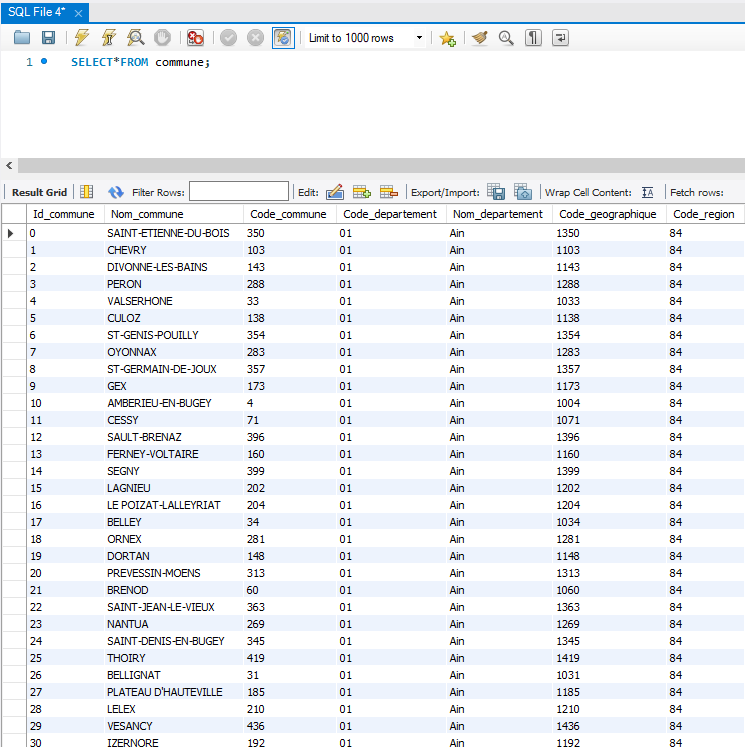 SQL File 4*
Limit to 1000 rows
1 SELECT*FROM commune;
Result Grid Filter Rows: Edit: Export/Import: Wrap Cell Content: Fetch rows:
Id_commune Nom_commune Code_commune Code_departement Nom_departement Code_geographique Code_region
0 SAINT-ETIENNE-DU-BOIS 350 01 Ain 1350 84
1 CHEVRY 103 01 Ain 1103 84
2 DIVONNE-LES-BAINS 143 01 Ain 1143 84
3 PERON 288 01 Ain 1288 84
4 VALSERHONE 33 01 Ain 1033 84
5 CULOZ 138 01 Ain 1138 84
6 ST-GENIS-POUILLY 354 01 Ain 1354 84
7 OYONNAX 283 01 Ain 1283 84
8 ST-GERMAIN-DE-JOUX 357 01 Ain 1357 84
9 GEX 173 01 Ain 1173 84
10 AMBERIEU-EN-BUGEY 4 01 Ain 1004 84
11 CESSY 71 01 Ain 1071 84
12 SAULT-BRENAZ 396 01 Ain 1396 84
13 FERNEY-VOLTAIRE 160 01 Ain 1160 84
14 SEGNY 399 01 Ain 1399 84
15 LAGNIEU 202 01 Ain 1202 84
16 LE POIZAT-LALLEYRIAT 204 01 Ain 1204 84
17 BELLEY 34 01 Ain 1034 84
18 ORNEX 281 01 Ain 1281 84
19 DORTAN 148 01 Ain 1148 84
20 PREVESSIN-MOENS 313 01 Ain 1313 84
21 BRENOD 60 01 Ain 1060 84
22 SAINT-JEAN-LE-VIEUX 363 01 Ain 1363 84
23 NANTUA 269 01 Ain 1269 84
24 SAINT-DENIS-EN-BUGEY 345 01 Ain 1345 84
25 THOIRY 419 01 Ain 1419 84
26 BELLIGNAT 31 01 Ain 1031 84
27 PLATEAU D'HAUTEVILLE 185 01 Ain 1185 84
28 LELEX 210 01 Ain 1210 84
29 VESANCY 436 01 Ain 1436 84
30 IZERNORE 192 01 Ain 1192 84